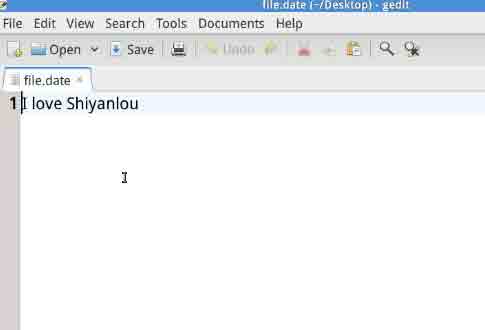 file.date (~/Desktop) - gedit
File Edit View Search Tools Documents Help
Open Save Undo
file.date ×
1 I love Shiyanlou